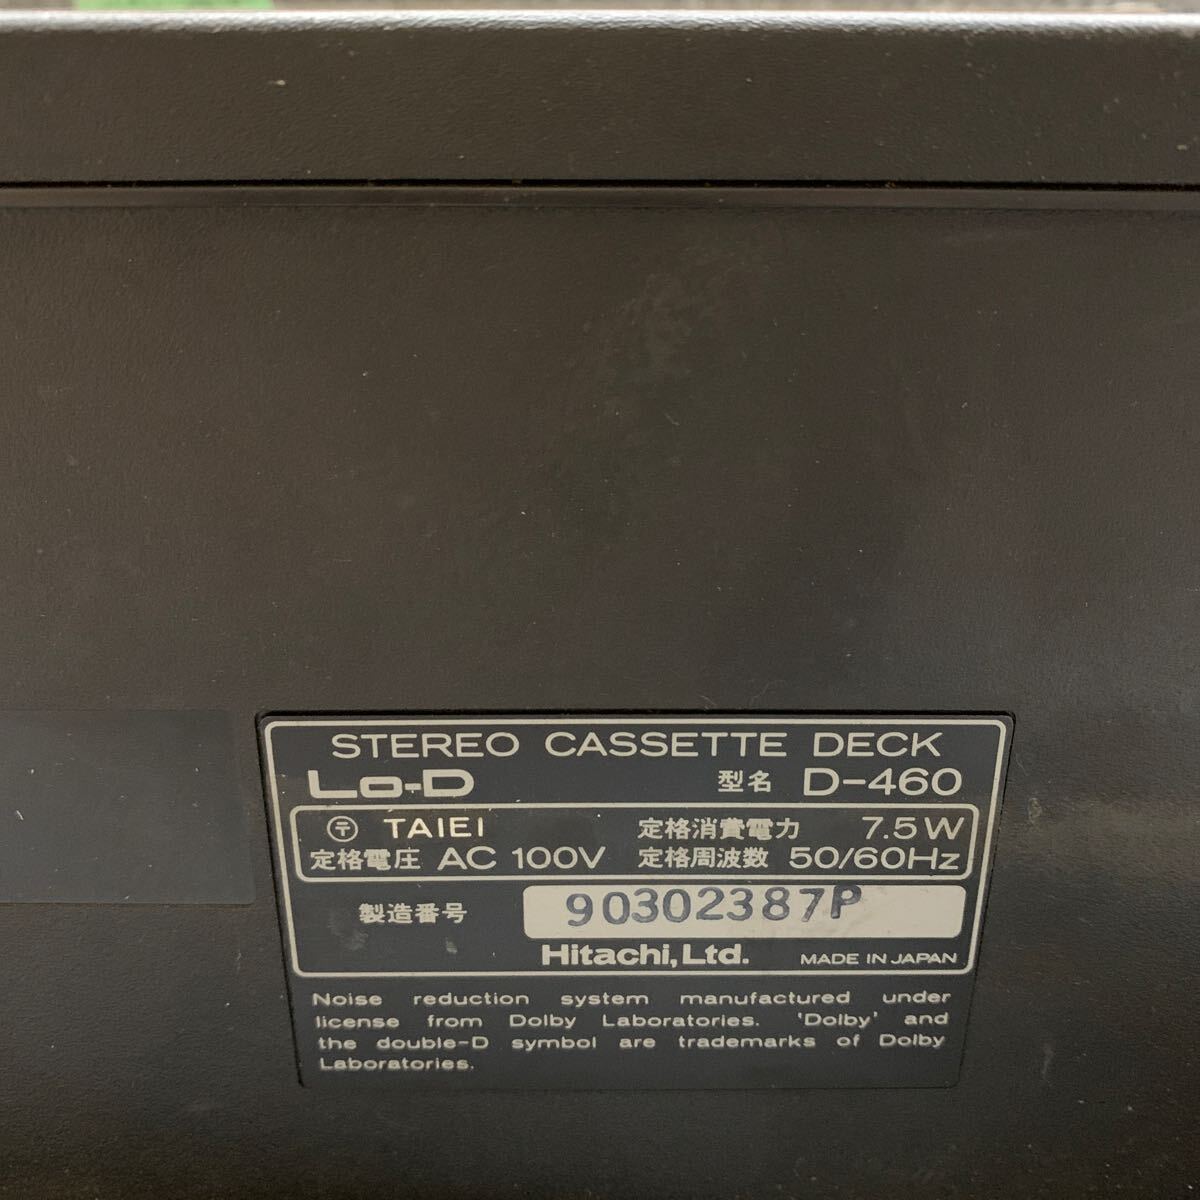 STEREO CASSETTE DECK
Lo-D 型名 D-460
〒 TAIEI 定格消費電力 7.5W
定格電圧 AC 100V 定格周波数 50/60Hz
製造番号 90302387P
Hitachi, Ltd. MADE IN JAPAN
Noise reduction system manufactured under
license from Dolby Laboratories. 'Dolby' and
the double-D symbol are trademarks of Dolby
Laboratories.